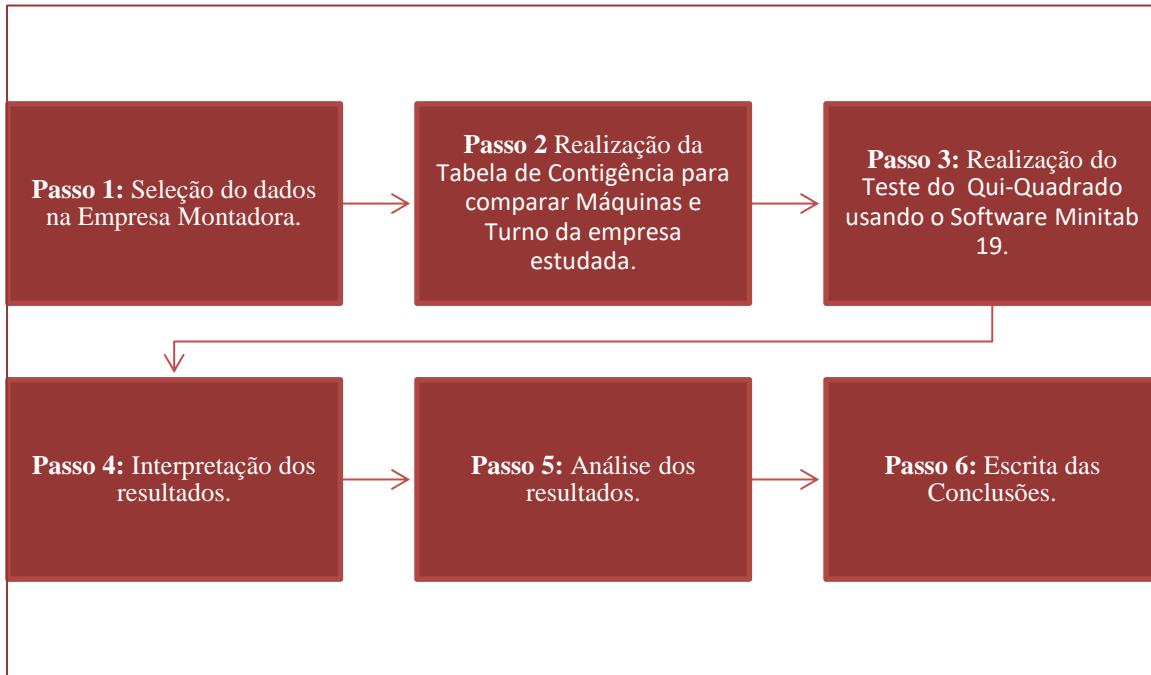 Passo 1: Seleção do dados
na Empresa Montadora.
Passo 2 Realização da
Tabela de Contigência para
comparar Máquinas e
Turno da empresa
estudada.
Passo 3: Realização do
Teste do Qui-Quadrado
usando o Software Minitab
19.
Passo 4: Interpretação dos
resultados.
Passo 5: Análise dos
resultados.
Passo 6: Escrita das
Conclusões.